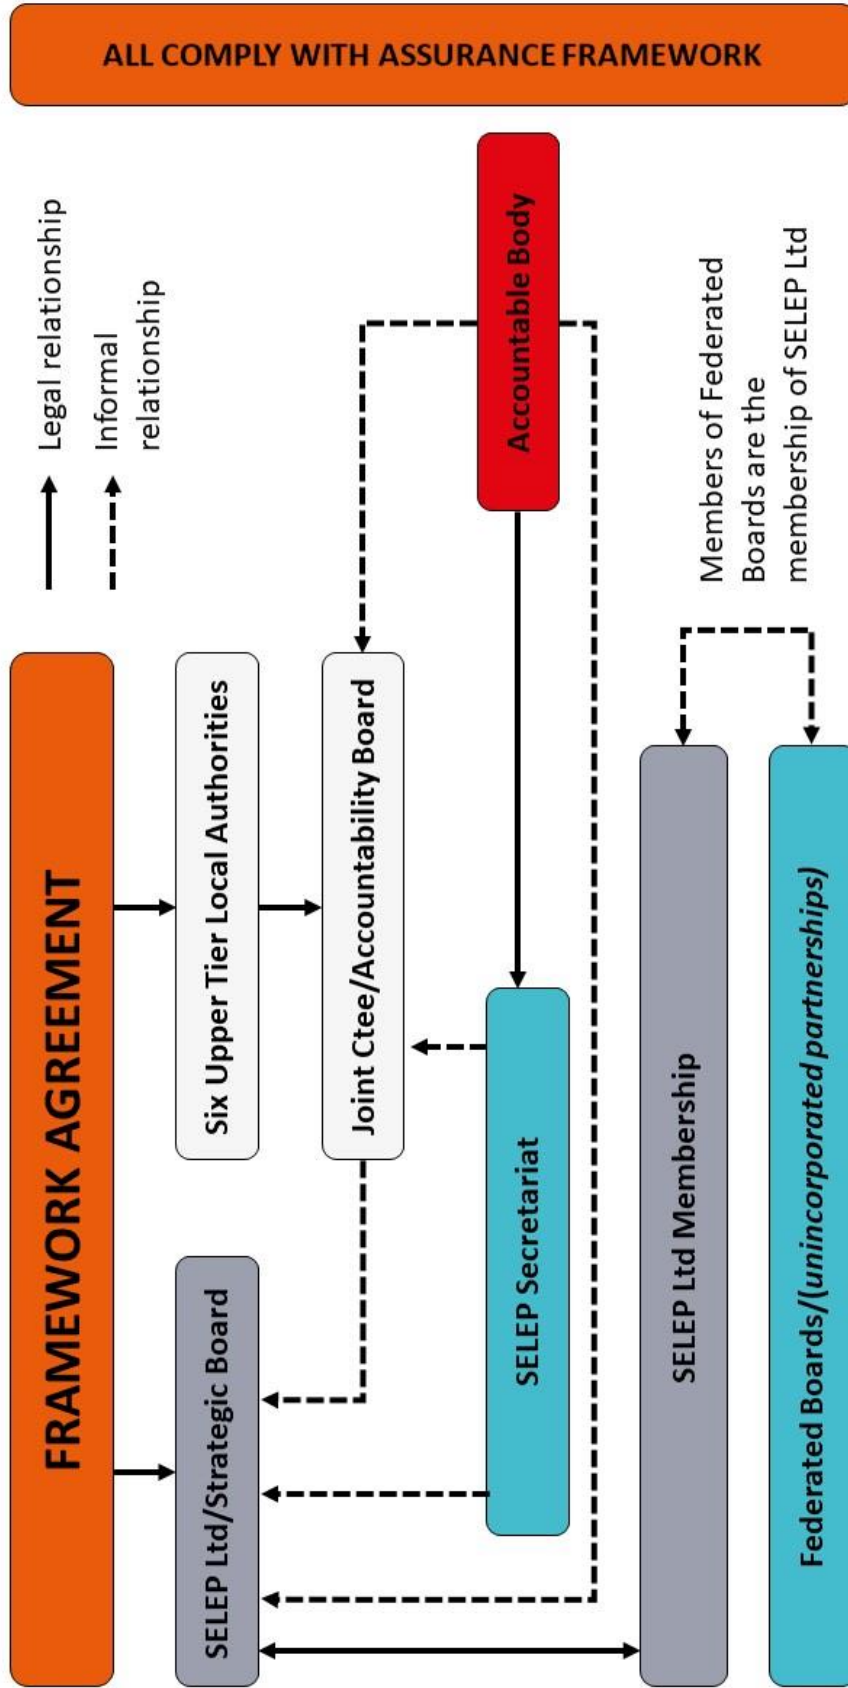 FRAMEWORK AGREEMENT
Legal relationship
Informal
relationship
SELEP Ltd/Strategic Board
Six Upper Tier Local Authorities
Joint Ctee/Accountability Board
SELEP Secretariat
Accountable Body
SELEP Ltd Membership
Members of Federated
Boards are the
membership of SELEP Ltd
Federated Boards/(unincorporated partnerships)
ALL COMPLY WITH ASSURANCE FRAMEWORK